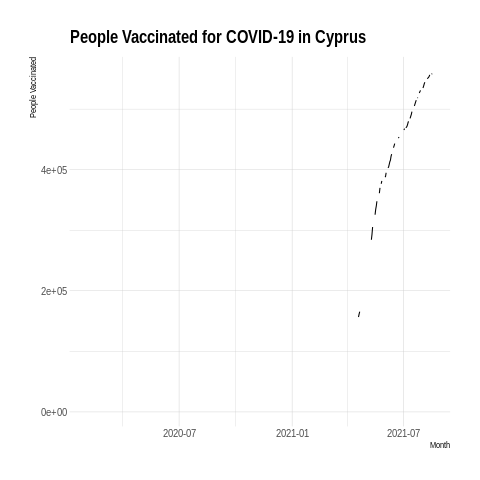 People Vaccinated for COVID-19 in Cyprus
People Vaccinated
4e+05
2e+05
0e+00
2020-07 2021-01 2021-07
Month